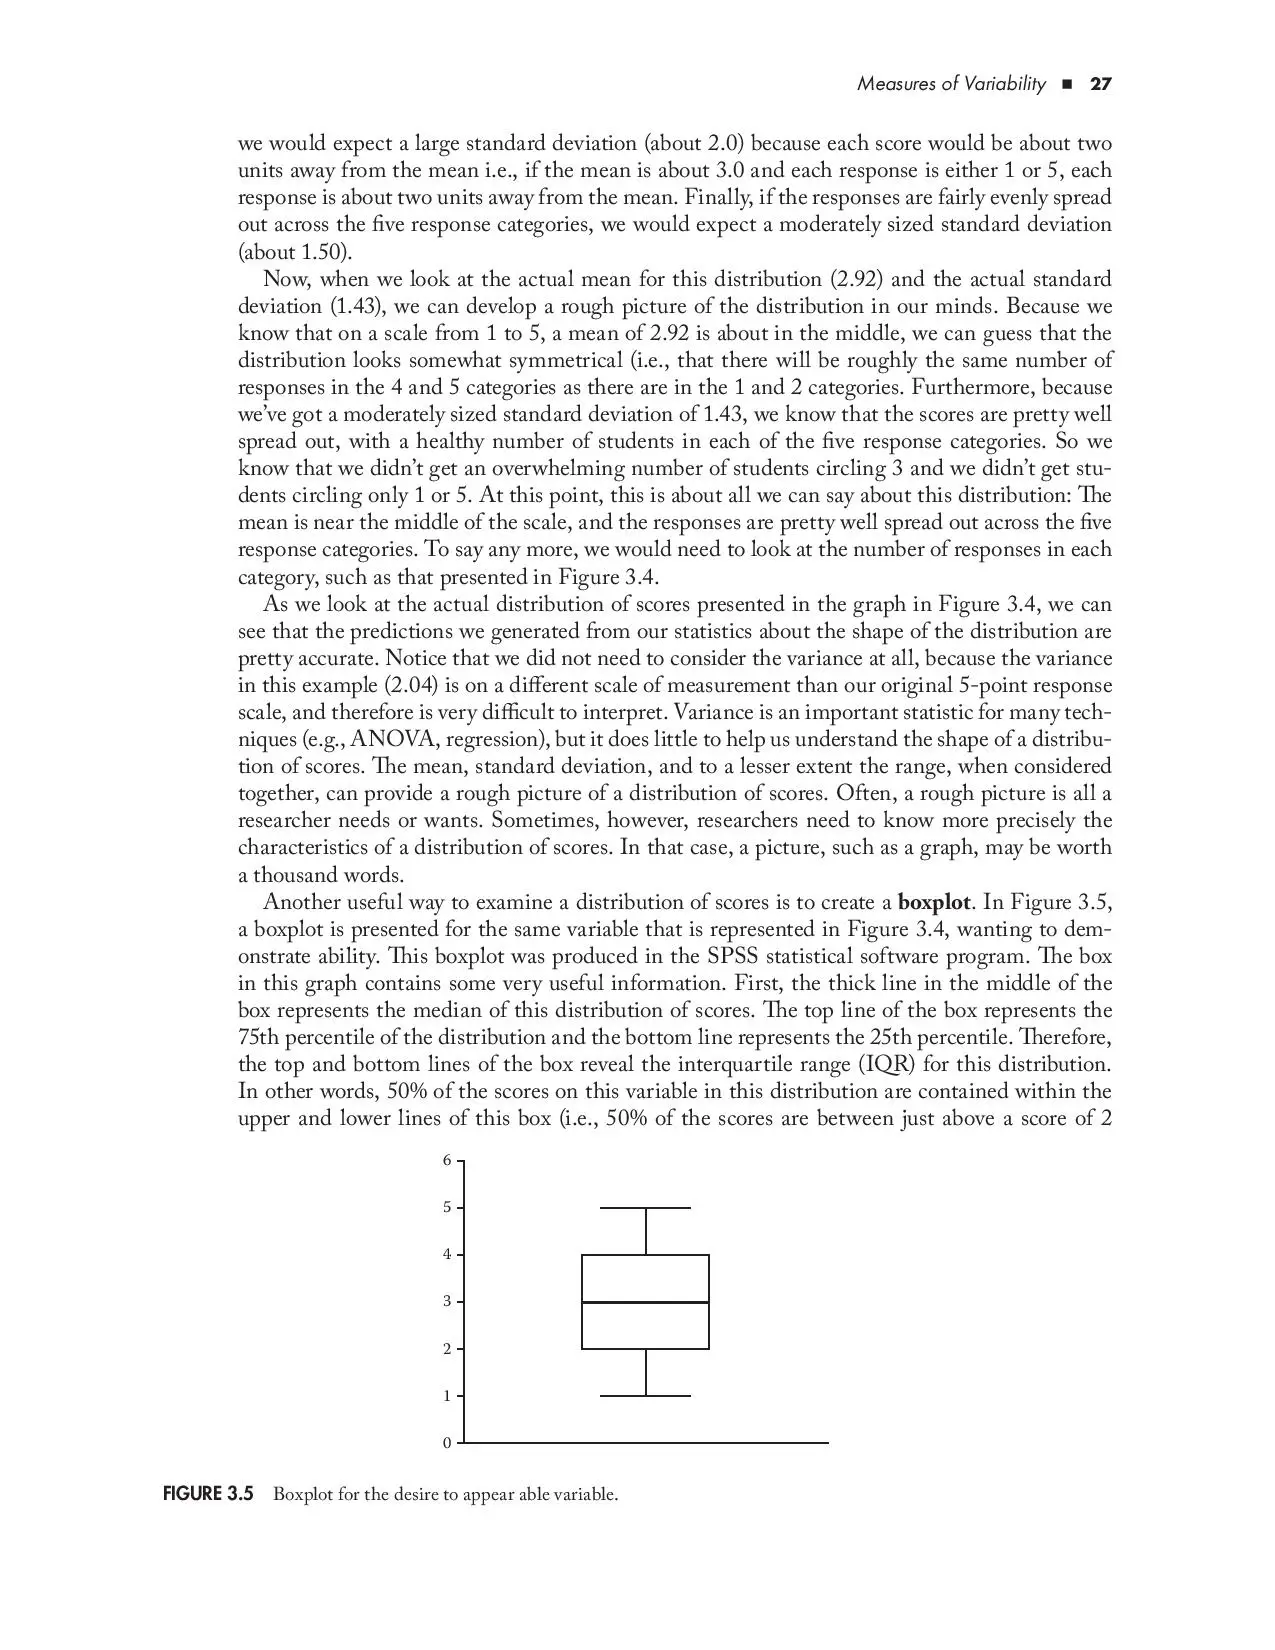 Measures of Variability ■ 27
we would expect a large standard deviation (about 2.0) because each score would be about two
units away from the mean i.e., if the mean is about 3.0 and each response is either 1 or 5, each
response is about two units away from the mean. Finally, if the responses are fairly evenly spread
out across the five response categories, we would expect a moderately sized standard deviation
(about 1.50).
Now, when we look at the actual mean for this distribution (2.92) and the actual standard
deviation (1.43), we can develop a rough picture of the distribution in our minds. Because we
know that on a scale from 1 to 5, a mean of 2.92 is about in the middle, we can guess that the
distribution looks somewhat symmetrical (i.e., that there will be roughly the same number of
responses in the 4 and 5 categories as there are in the 1 and 2 categories. Furthermore, because
we’ve got a moderately sized standard deviation of 1.43, we know that the scores are pretty well
spread out, with a healthy number of students in each of the five response categories. So we
know that we didn’t get an overwhelming number of students circling 3 and we didn’t get stu-
dents circling only 1 or 5. At this point, this is about all we can say about this distribution: The
mean is near the middle of the scale, and the responses are pretty well spread out across the five
response categories. To say any more, we would need to look at the number of responses in each
category, such as that presented in Figure 3.4.
As we look at the actual distribution of scores presented in the graph in Figure 3.4, we can
see that the predictions we generated from our statistics about the shape of the distribution are
pretty accurate. Notice that we did not need to consider the variance at all, because the variance
in this example (2.04) is on a different scale of measurement than our original 5-point response
scale, and therefore is very difficult to interpret. Variance is an important statistic for many tech-
niques (e.g., ANOVA, regression), but it does little to help us understand the shape of a distribu-
tion of scores. The mean, standard deviation, and to a lesser extent the range, when considered
together, can provide a rough picture of a distribution of scores. Often, a rough picture is all a
researcher needs or wants. Sometimes, however, researchers need to know more precisely the
characteristics of a distribution of scores. In that case, a picture, such as a graph, may be worth
a thousand words.
Another useful way to examine a distribution of scores is to create a boxplot. In Figure 3.5,
a boxplot is presented for the same variable that is represented in Figure 3.4, wanting to dem-
onstrate ability. This boxplot was produced in the SPSS statistical software program. The box
in this graph contains some very useful information. First, the thick line in the middle of the
box represents the median of this distribution of scores. The top line of the box represents the
75th percentile of the distribution and the bottom line represents the 25th percentile. Therefore,
the top and bottom lines of the box reveal the interquartile range (IQR) for this distribution.
In other words, 50% of the scores on this variable in this distribution are contained within the
upper and lower lines of this box (i.e., 50% of the scores are between just above a score of 2
6
5
4
3
2
1
0
FIGURE 3.5 Boxplot for the desire to appear able variable.